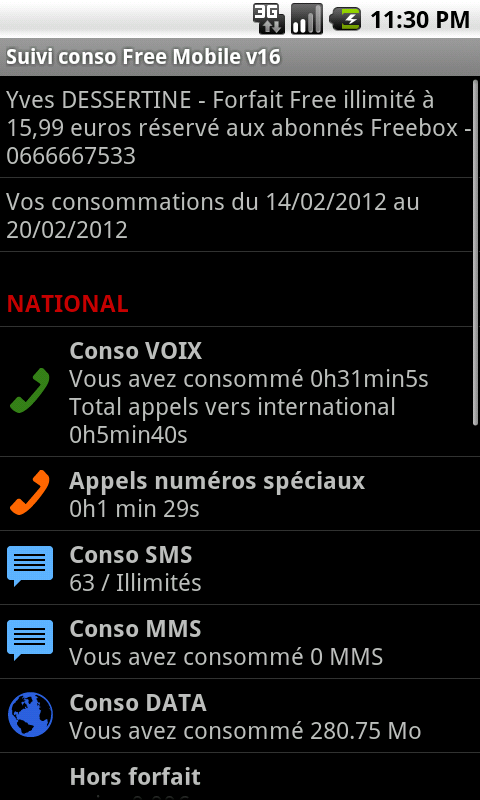 3G
11:30 PM
Suivi conso Free Mobile v16
Yves DESSERTINE - Forfait Free illimité à
15,99 euros réservé aux abonnés Freebox -
0666667533
Vos consommations du 14/02/2012 au
20/02/2012
NATIONAL
Conso VOIX
Vous avez consommé 0h31min5s
Total appels vers international
0h5min40s
Appels numéros spéciaux
0h1 min 29s
Conso SMS
63 / Illimités
Conso MMS
Vous avez consommé 0 MMS
Conso DATA
Vous avez consommé 280.75 Mo
Hors forfait